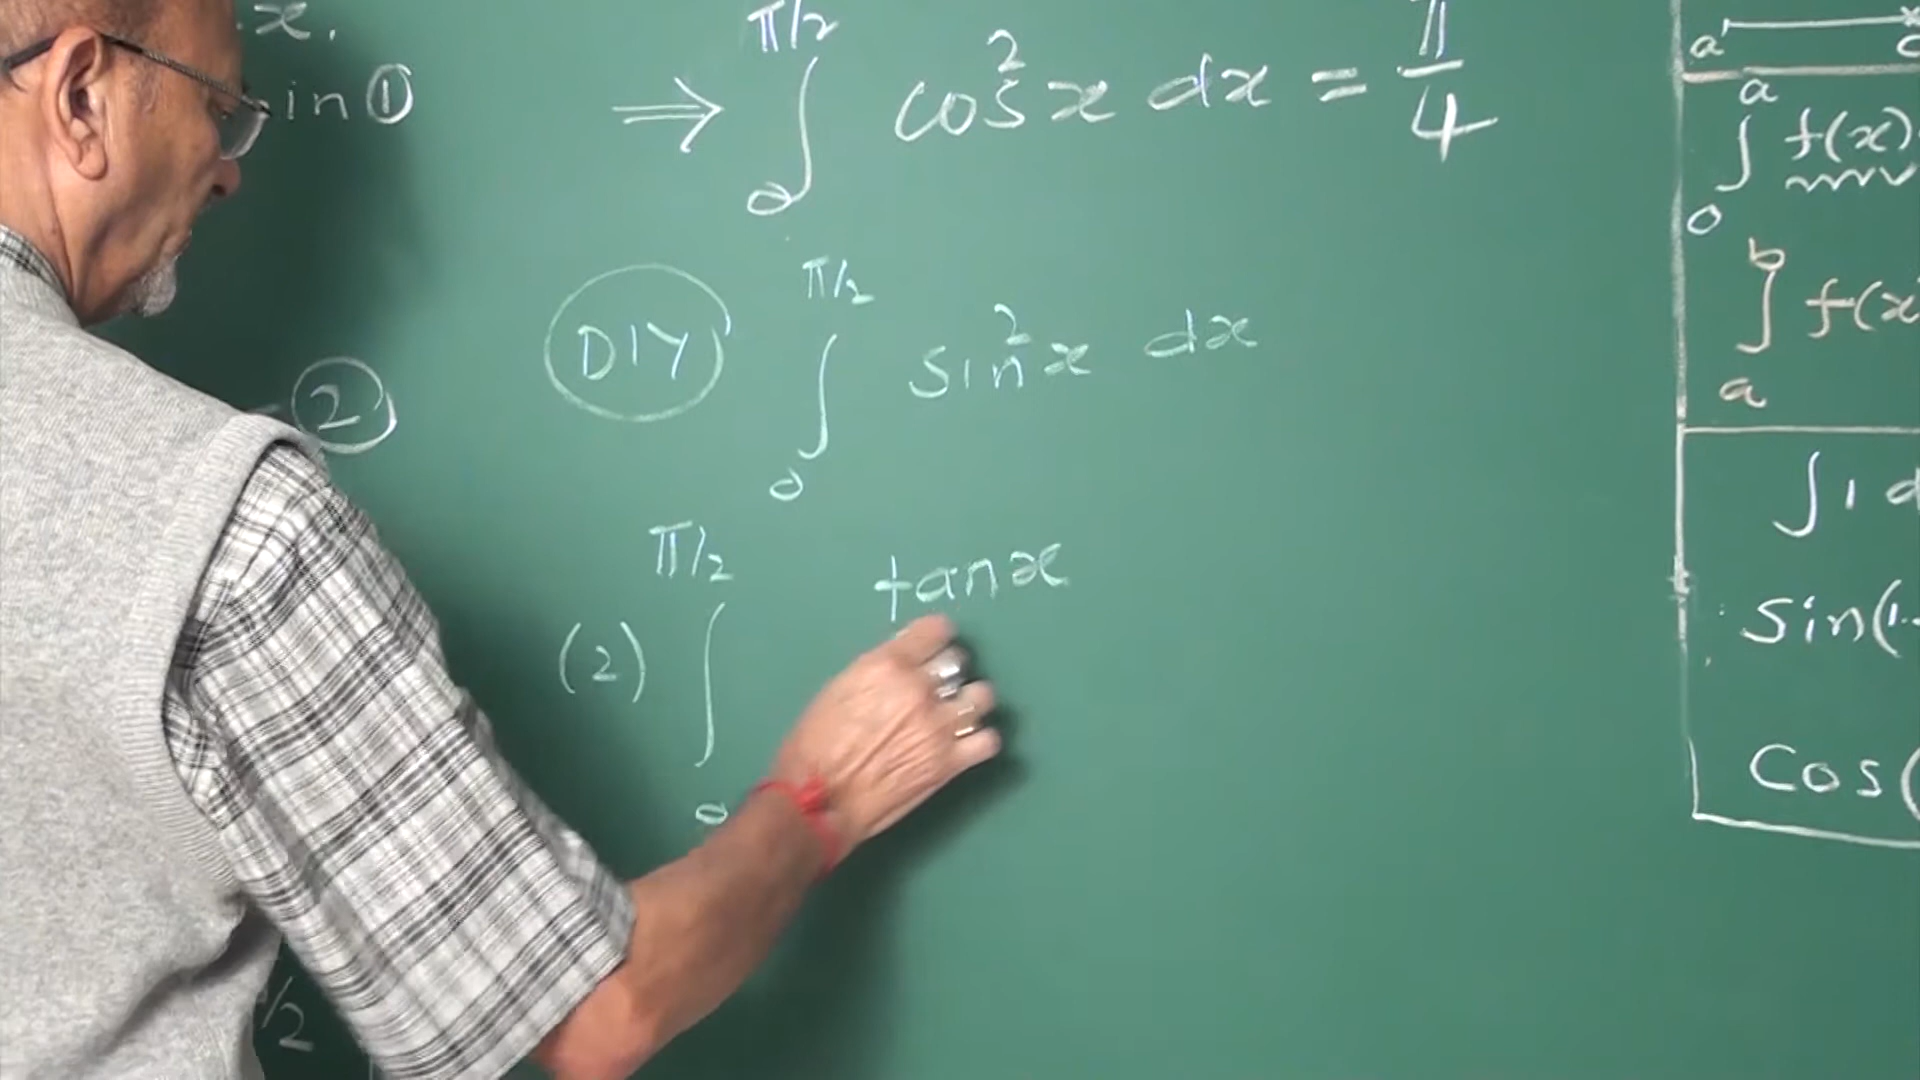 x.
in ①
⇒ ∫₀^π/2 cos²x dx = π/4
②
DIY ∫₀^π/2 sin²x dx
(2) ∫₀^π/2 tanx
/2
a
∫₀^a f(x)
∫ₐ^b f(x
∫1 d
Sin(
Cos(